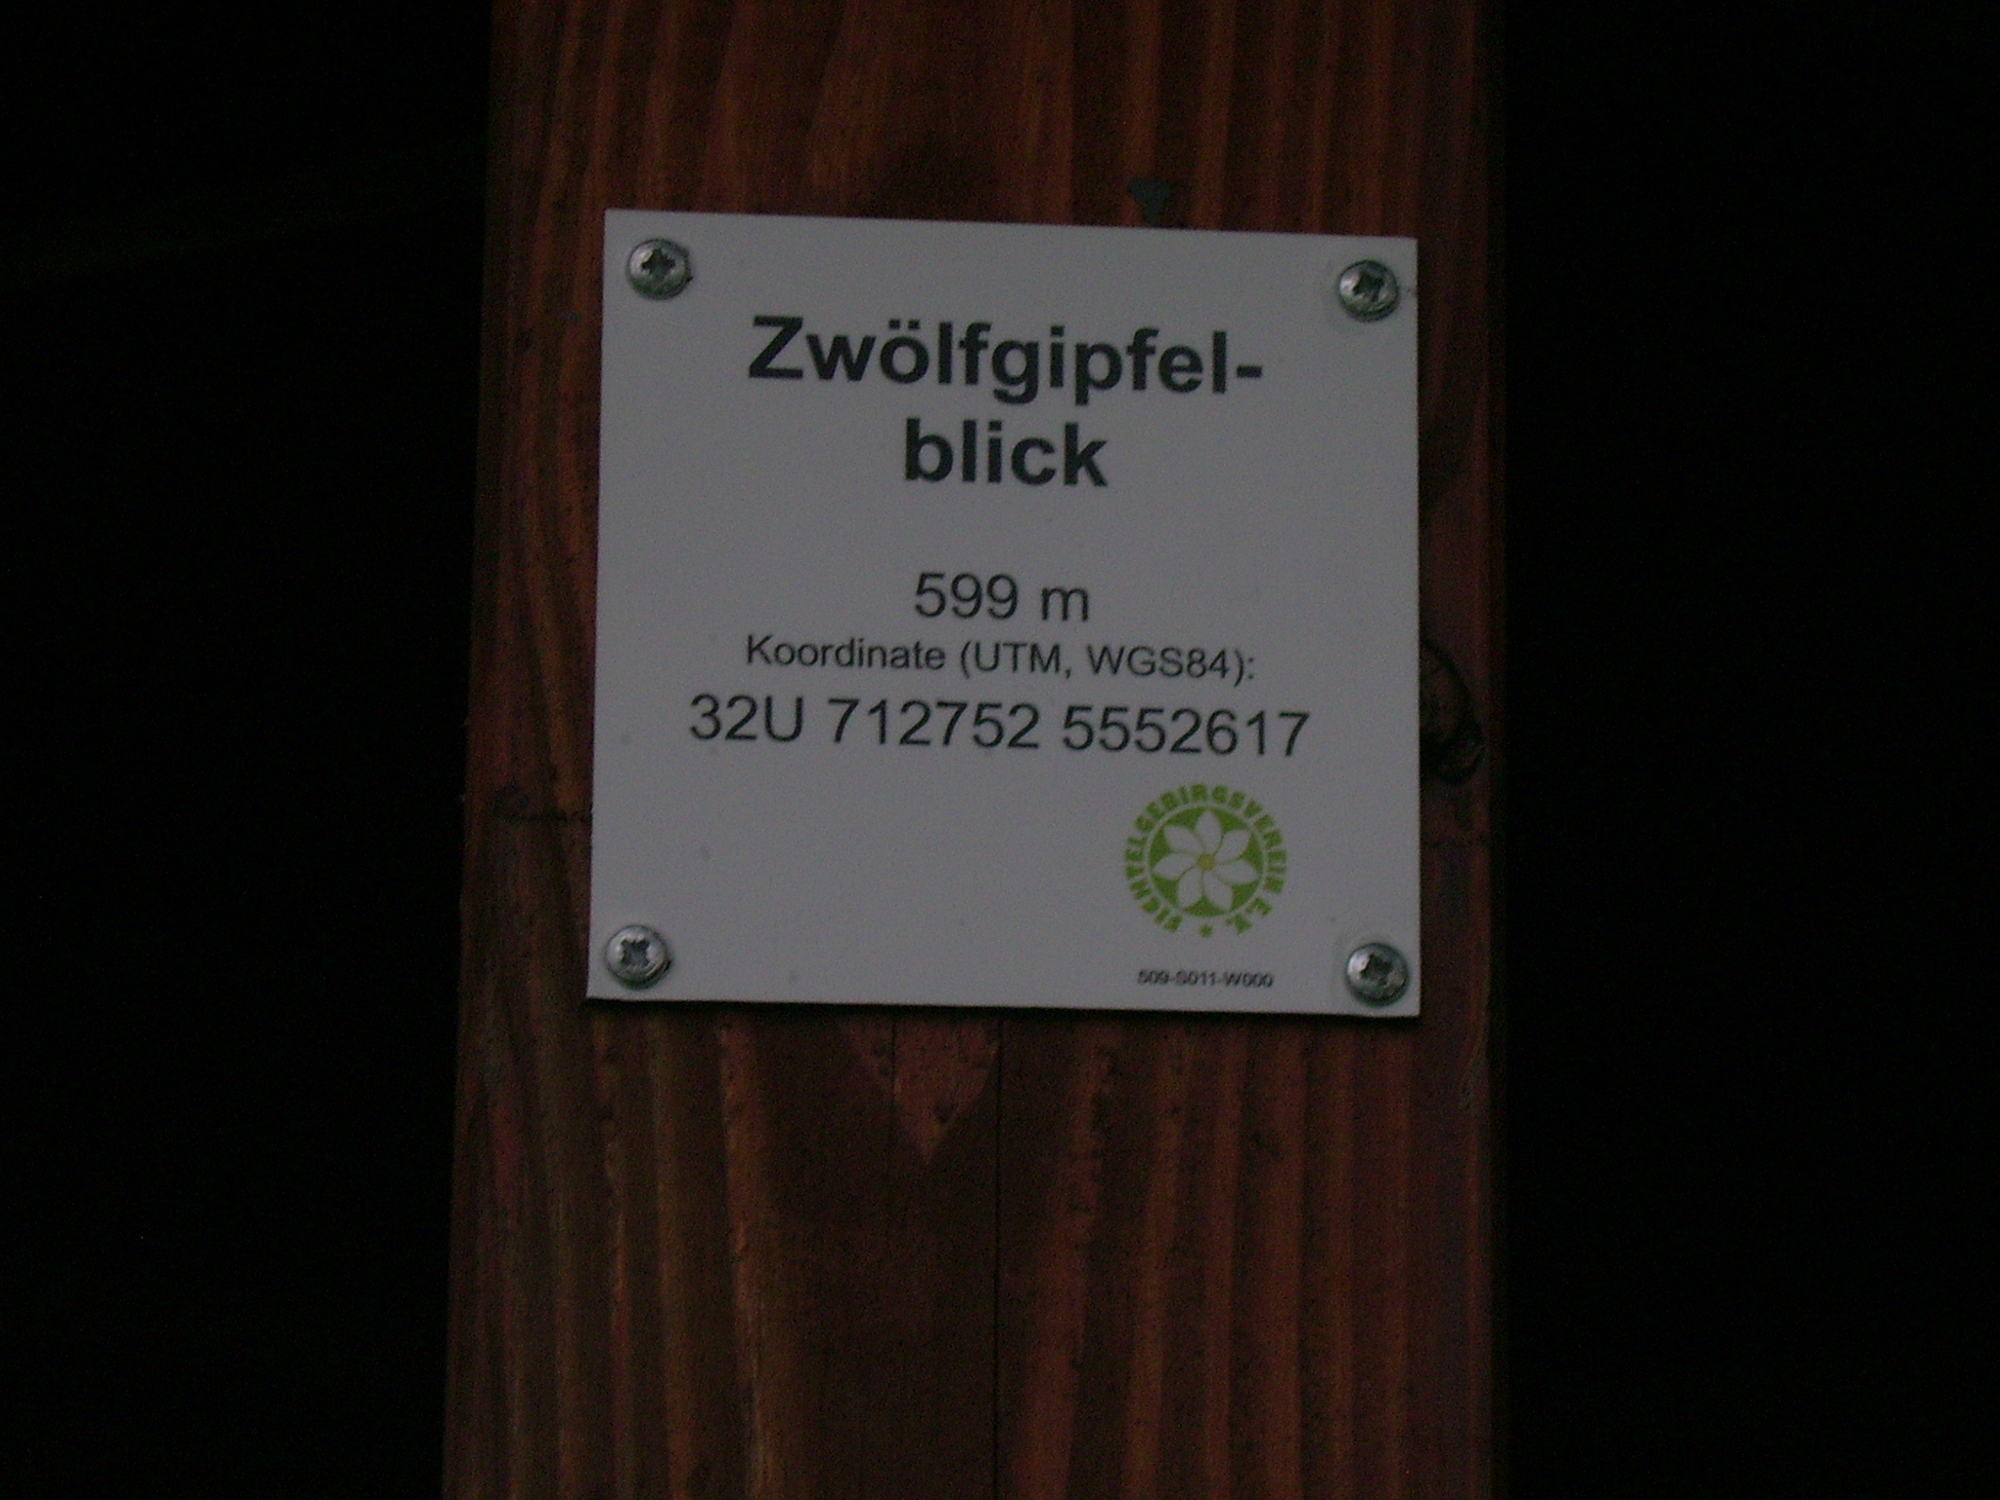 Zwölfgipfel-
blick
599 m
Koordinate (UTM, WGS84):
32U 712752 5552617
FICHTELGEBIRGSVEREIN E.V. *
509-S011-W000